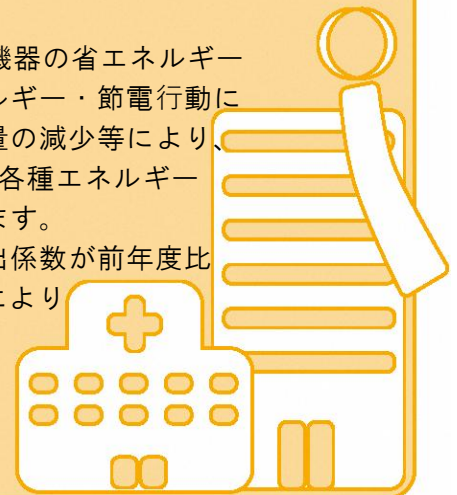 機器の省エネルギー
ルギー・節電行動に
量の減少等により、
各種エネルギー
ます。
出係数が前年度比
により